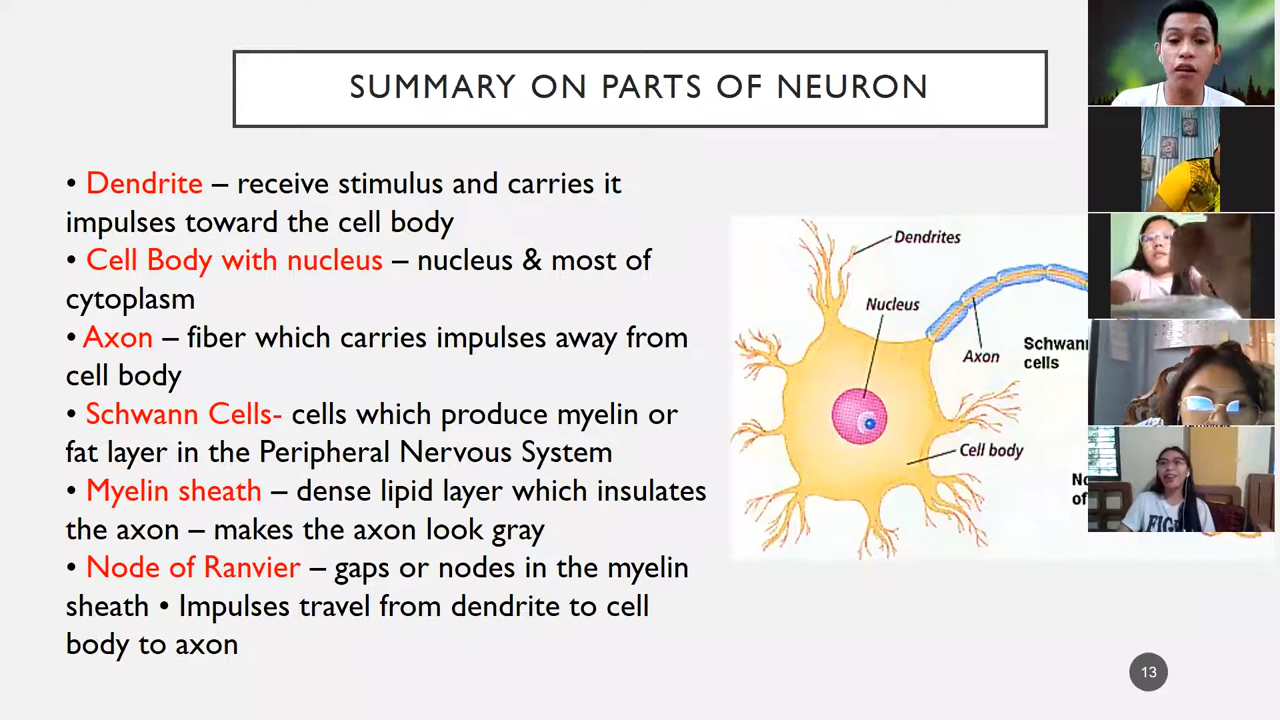 SUMMARY ON PARTS OF NEURON
• Dendrite – receive stimulus and carries it
impulses toward the cell body
• Cell Body with nucleus – nucleus & most of
cytoplasm
• Axon – fiber which carries impulses away from
cell body
• Schwann Cells- cells which produce myelin or
fat layer in the Peripheral Nervous System
• Myelin sheath – dense lipid layer which insulates
the axon – makes the axon look gray
• Node of Ranvier – gaps or nodes in the myelin
sheath • Impulses travel from dendrite to cell
body to axon
Dendrites
Nucleus
Axon
Schwann
cells
Cell body
of
13